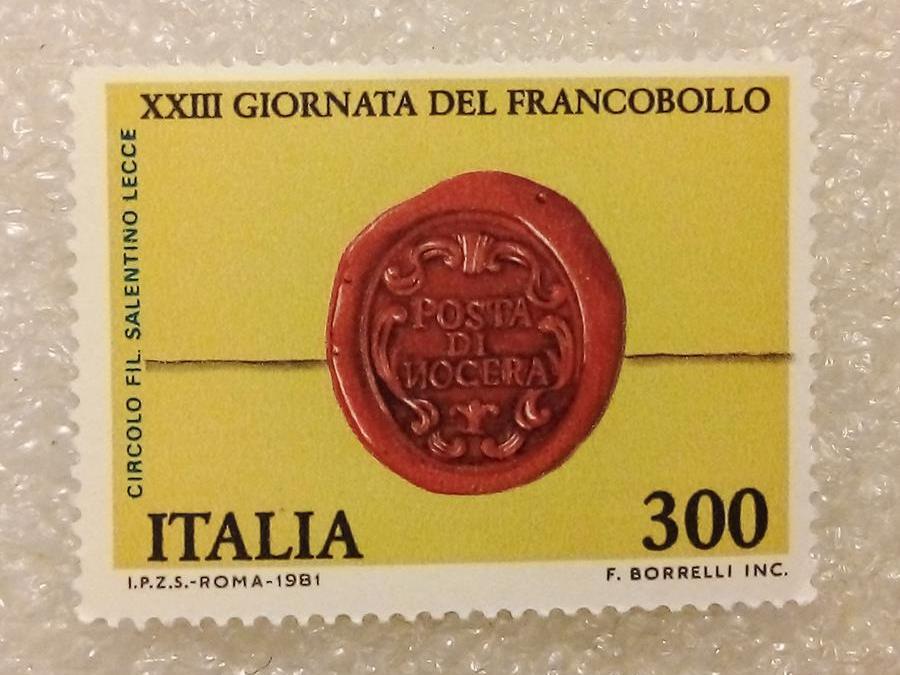 XXIII GIORNATA DEL FRANCOBOLLO
CIRCOLO FIL. SALENTINO LECCE
POSTA
DI
NOCERA
ITALIA
300
I.P.Z.S.-ROMA-1981
F. BORRELLI INC.